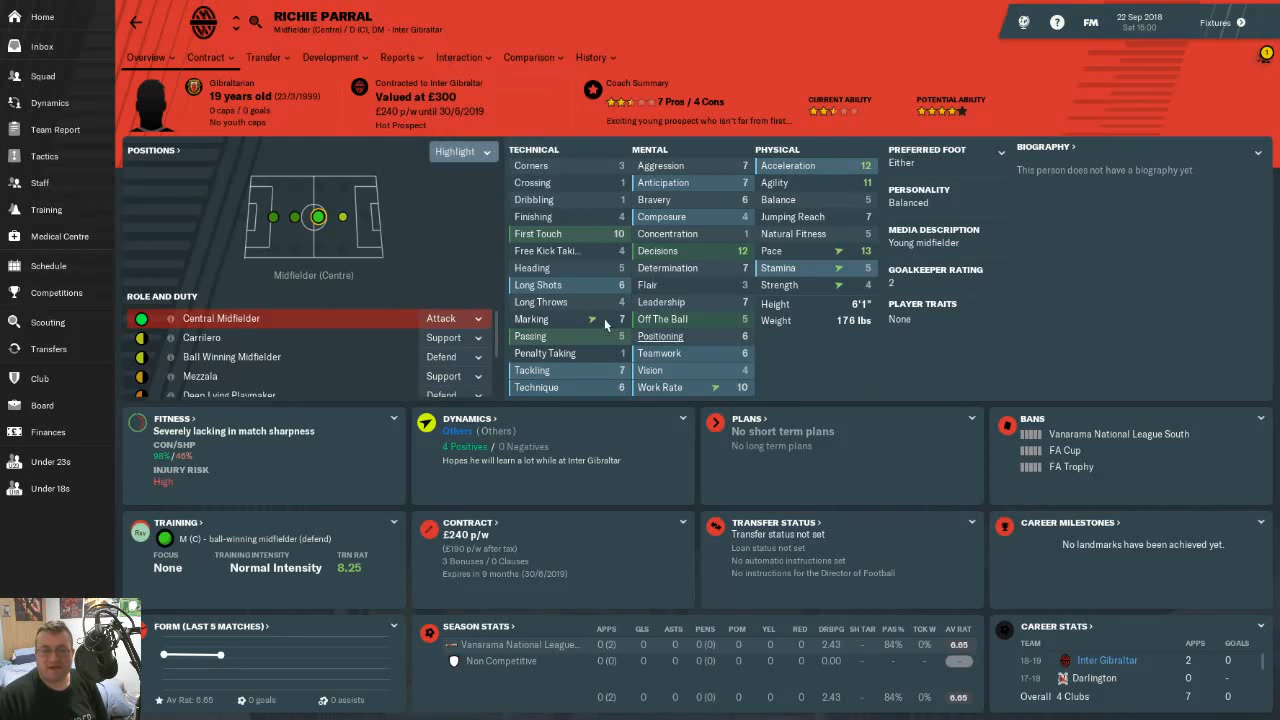 Home
Inbox
Squad
Dynamics
Team Report
Tactics
Staff
Training
Medical Centre
Schedule
Competitions
Scouting
Transfers
Club
Board
Finances
Under 23s
Under 18s
RICHIE PARRAL
Midfielder (Centre) / D (C), DM - Inter Gibraltar
FM
22 Sep 2018
Sat 15:00
Fixtures
1
Overview
Contract
Transfer
Development
Reports
Interaction
Comparison
History
Gibraltarian
19 years old (23/3/1999)
0 caps / 0 goals
No youth caps
Contracted to Inter Gibraltar
Valued at £300
£240 p/w until 30/6/2019
Hot Prospect
Coach Summary
7 Pros / 4 Cons
Exciting young prospect who isn't far from first...
CURRENT ABILITY
POTENTIAL ABILITY
POSITIONS
Highlight
Midfielder (Centre)
ROLE AND DUTY
Central Midfielder Attack
Carrilero Support
Ball Winning Midfielder Defend
Mezzala Support
Deep Lying Playmaker Defend
TECHNICAL
Corners 3
Crossing 1
Dribbling 1
Finishing 4
First Touch 10
Free Kick Taki... 4
Heading 5
Long Shots 6
Long Throws 4
Marking 7
Passing 5
Penalty Taking 1
Tackling 7
Technique 6
MENTAL
Aggression 7
Anticipation 7
Bravery 6
Composure 4
Concentration 1
Decisions 12
Determination 7
Flair 3
Leadership 7
Off The Ball 5
Positioning 6
Teamwork 6
Vision 4
Work Rate 10
PHYSICAL
Acceleration 12
Agility 11
Balance 5
Jumping Reach 7
Natural Fitness 5
Pace 13
Stamina 5
Strength 4
Height 6'1"
Weight 176 lbs
PREFERRED FOOT
Either
PERSONALITY
Balanced
MEDIA DESCRIPTION
Young midfielder
GOALKEEPER RATING
2
PLAYER TRAITS
None
BIOGRAPHY
This person does not have a biography yet
FITNESS
Severely lacking in match sharpness
CON/SHP
98%/46%
INJURY RISK
High
DYNAMICS
Others (Others)
4 Positives / 0 Negatives
Hopes he will learn a lot while at Inter Gibraltar
PLANS
No short term plans
No long term plans
BANS
Vanarama National League South
FA Cup
FA Trophy
TRAINING
Rsv
M (C) - ball-winning midfielder (defend)
FOCUS TRAINING INTENSITY TRN RAT
None Normal Intensity 8.25
CONTRACT
£240 p/w
(£190 p/w after tax)
3 Bonuses / 0 Clauses
Expires in 9 months (30/6/2019)
TRANSFER STATUS
Transfer status not set
Loan status not set
No automatic instructions set
No instructions for the Director of Football
CAREER MILESTONES
No landmarks have been achieved yet.
FORM (LAST 5 MATCHES)
Av Rat: 6.65 0 goals 0 assists
SEASON STATS APPS GLS ASTS PENS POM YEL RED DRBPG SH TAR PAS% TCK W AV RAT
Vanarama National League... 0 (2) 0 0 0 (0) 0 0 0 2.43 - 84% 0% 6.65
Non Competitive 0 (0) 0 0 0 (0) 0 0 0 0.00 - - - -
0 (2) 0 0 0 (0) 0 0 0 2.43 - 84% 0% 6.65
CAREER STATS
TEAM APPS GOALS
18-19 Inter Gibraltar 2 0
17-18 Darlington 0 -
Overall 4 Clubs 7 0